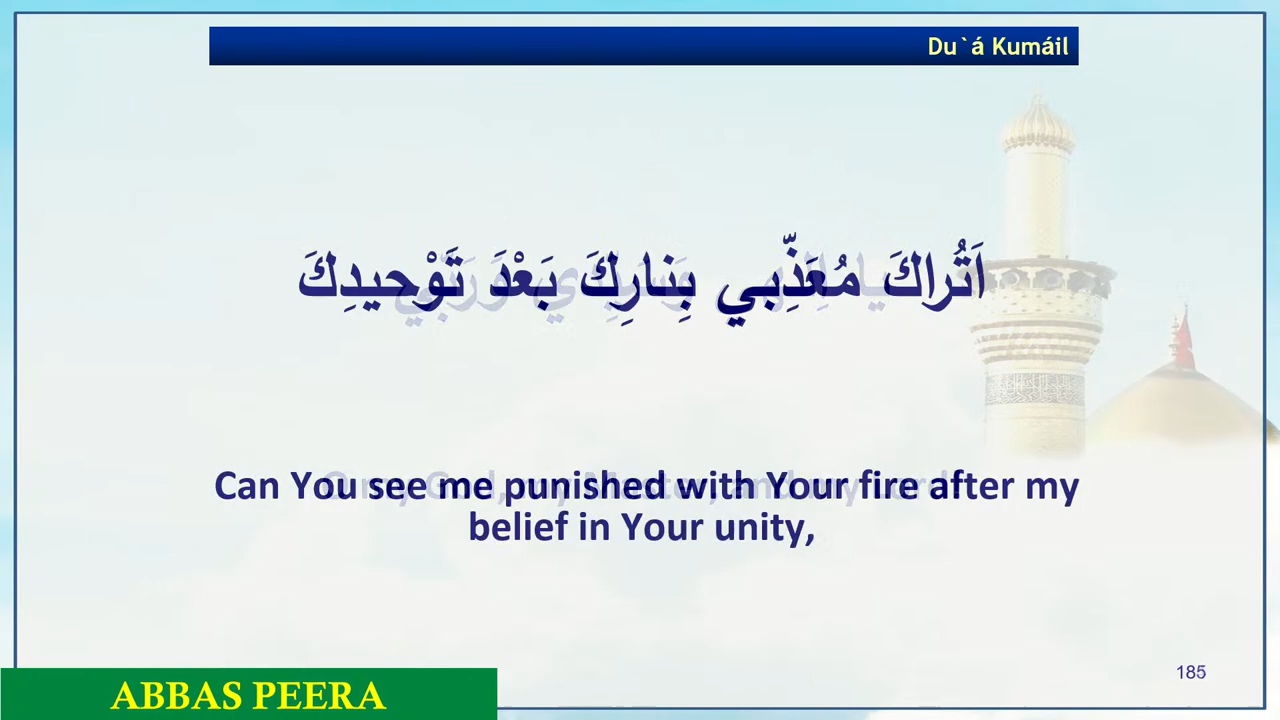 Du`á Kumáil
اَتُراكَ مُعَذِّبي بِنارِكَ بَعْدَ تَوْحيدِكَ
Can You see me punished with Your fire after my
belief in Your unity,
185
ABBAS PEERA